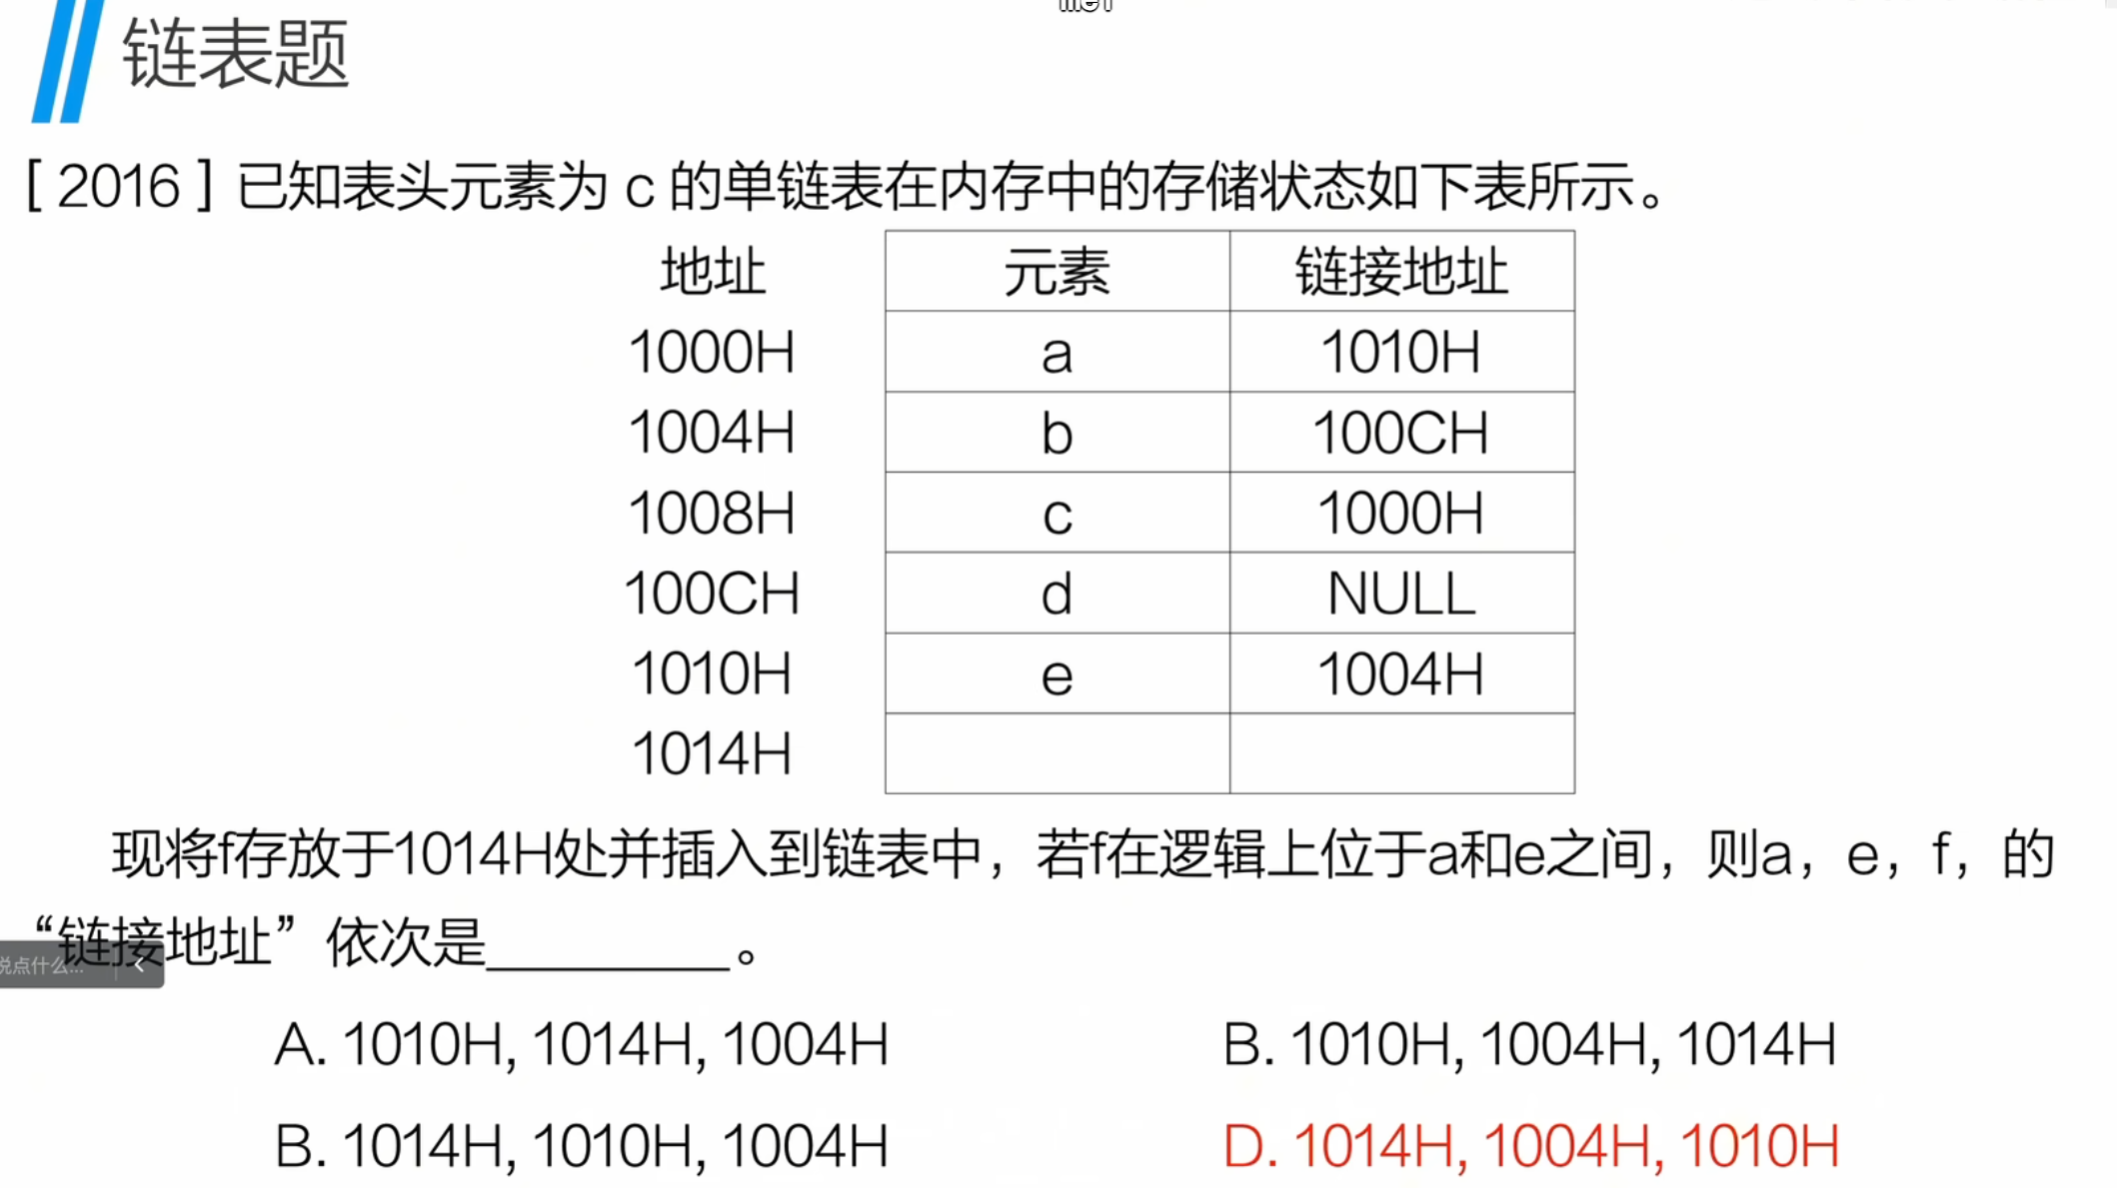 链表题
[ 2016 ] 已知表头元素为 c 的单链表在内存中的存储状态如下表所示。
地址 元素 链接地址
1000H a 1010H
1004H b 100CH
1008H c 1000H
100CH d NULL
1010H e 1004H
1014H
现将f存放于1014H处并插入到链表中，若f在逻辑上位于a和e之间，则a，e，f，的
“链接地址”依次是_________。
说点什么...
A. 1010H, 1014H, 1004H B. 1010H, 1004H, 1014H
B. 1014H, 1010H, 1004H D. 1014H, 1004H, 1010H